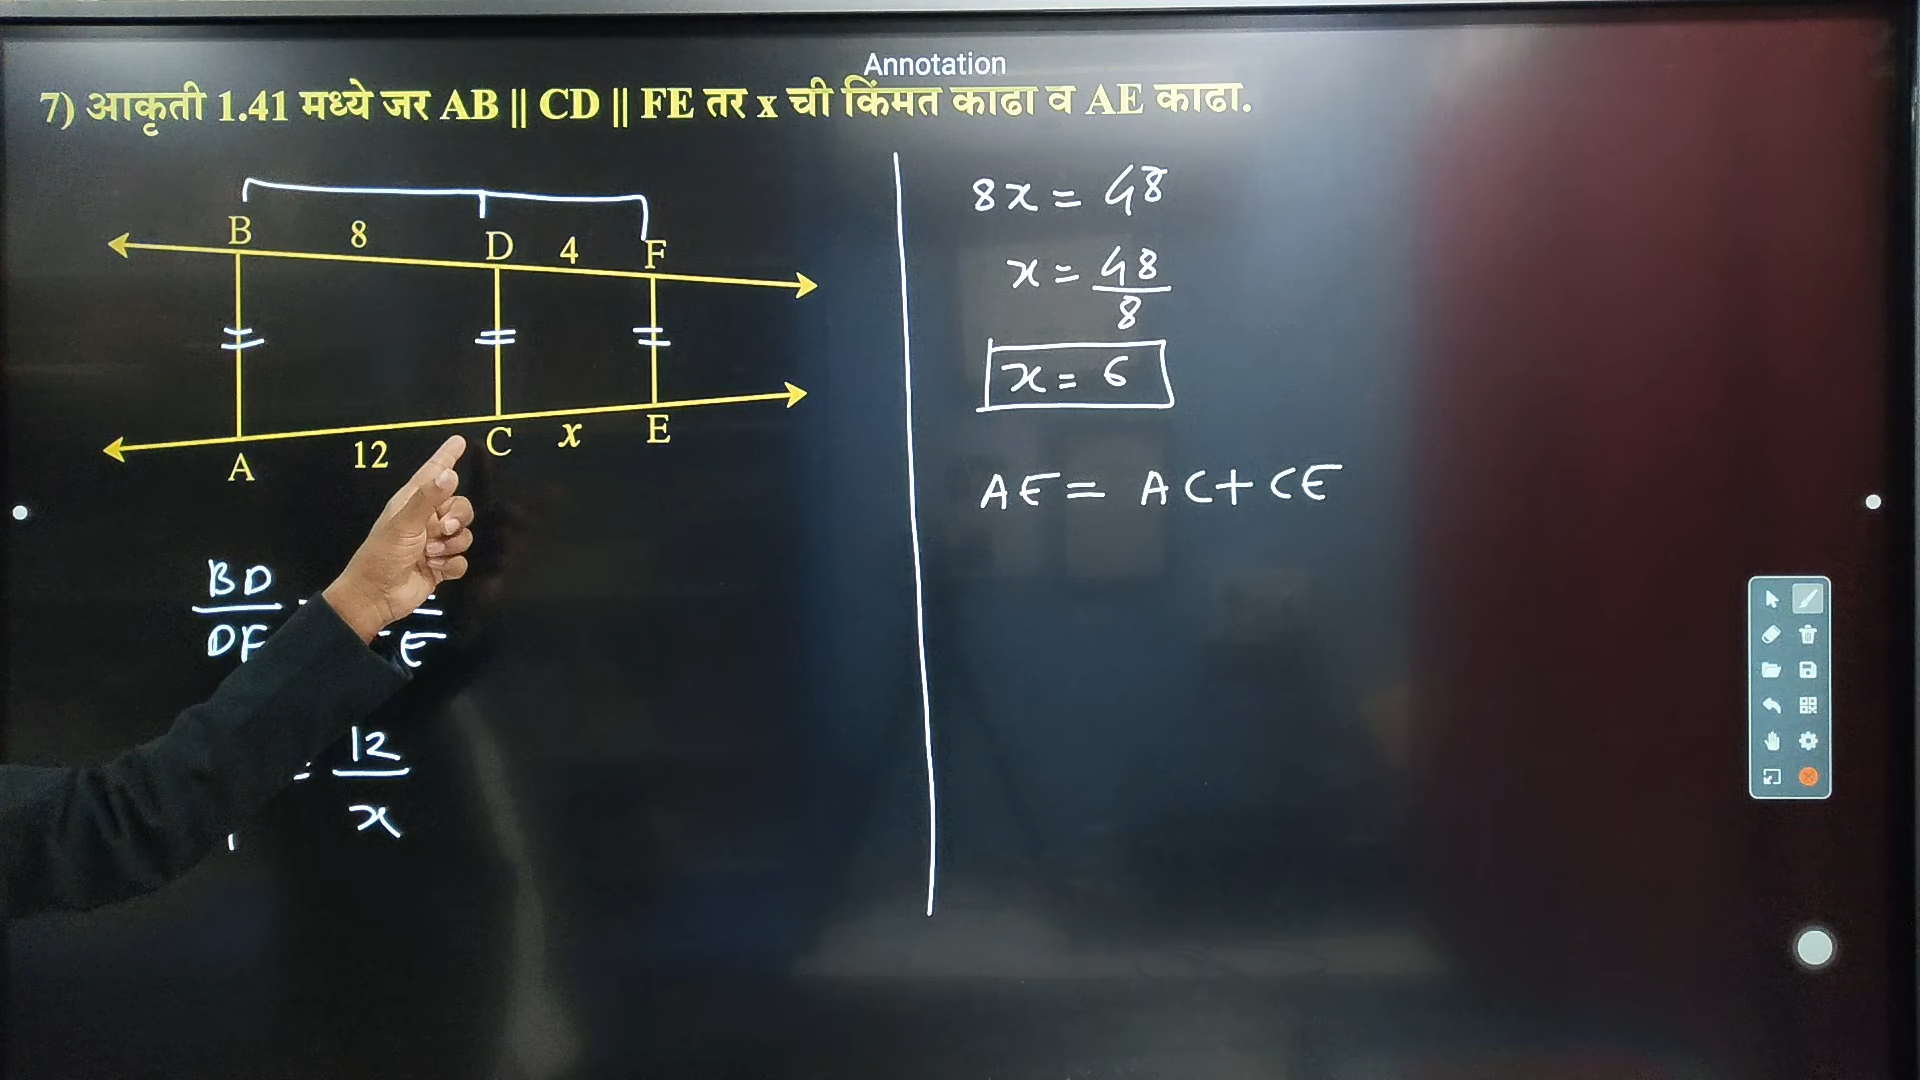 Annotation
7) आकृती 1.41 मध्ये जर AB || CD || FE तर x ची किंमत काढा व AE काढा.
B 8 D 4 F
A 12 C x E
BD
DF E
= 12
x
8x = 48
x = 48
8
x = 6
AE = AC + CE